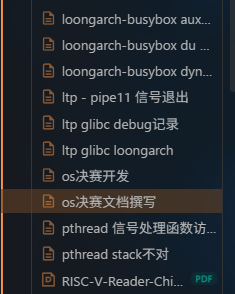 loongarch-busybox aux...
loongarch-busybox du ...
loongarch-busybox dyn...
ltp - pipe11 信号退出
ltp glibc debug记录
ltp glibc loongarch
os决赛开发
os决赛文档撰写
pthread 信号处理函数访...
pthread stack不对
RISC-V-Reader-Chi... PDF